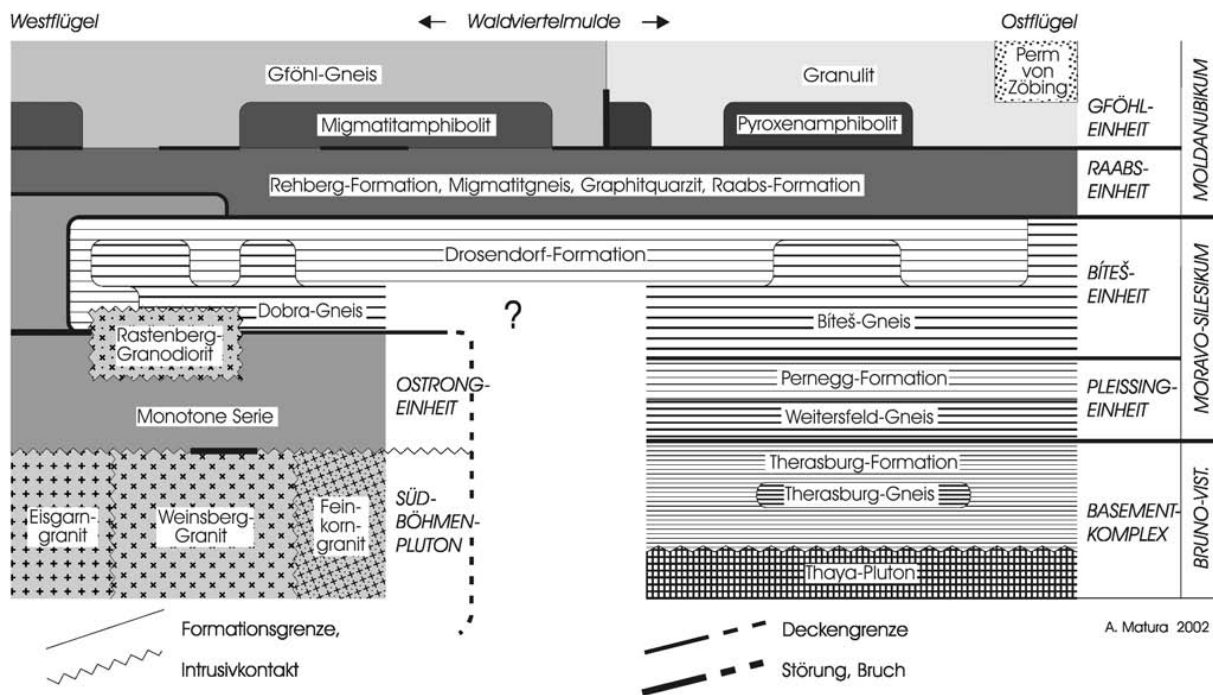 Westflügel
Waldviertelmulde
Ostflügel
Gföhl-Gneis
Granulit
Perm
von
Zöbing
Migmatitamphibolit
Pyroxenamphibolit
GFÖHL-
EINHEIT
Rehberg-Formation, Migmatitgneis, Graphitquarzit, Raabs-Formation
RAABS-
EINHEIT
MOLDANUBIKUM
Drosendorf-Formation
Dobra-Gneis
?
Bíteš-Gneis
BÍTEŠ-
EINHEIT
Rastenberg-
Granodiorit
Monotone Serie
OSTRONG-
EINHEIT
Pernegg-Formation
Weitersfeld-Gneis
PLEISSING-
EINHEIT
MORAVO-SILESIKUM
Eisgarn-
granit
Weinsberg-
Granit
Fein-
korn-
granit
SÜD-
BÖHMEN-
PLUTON
Therasburg-Formation
Therasburg-Gneis
Thaya-Pluton
BASEMENT-
KOMPLEX
BRUNO-VIST.
Formationsgrenze,
Intrusivkontakt
Deckengrenze
Störung, Bruch
A. Matura 2002